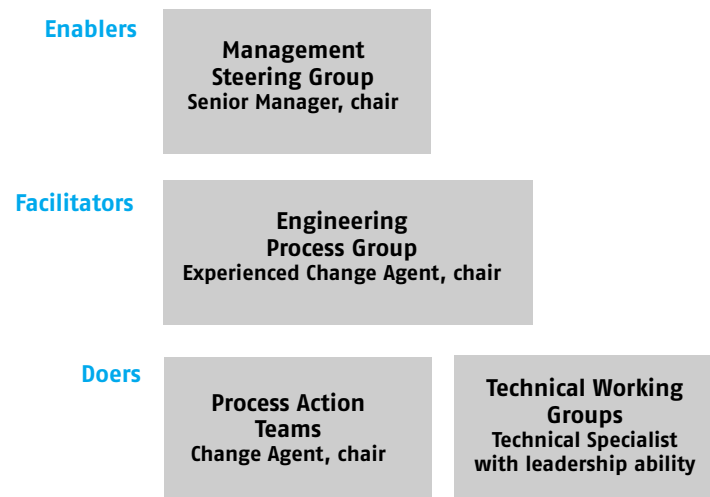 Enablers
Management
Steering Group
Senior Manager, chair
Facilitators
Engineering
Process Group
Experienced Change Agent, chair
Doers
Process Action
Teams
Change Agent, chair
Technical Working
Groups
Technical Specialist
with leadership ability